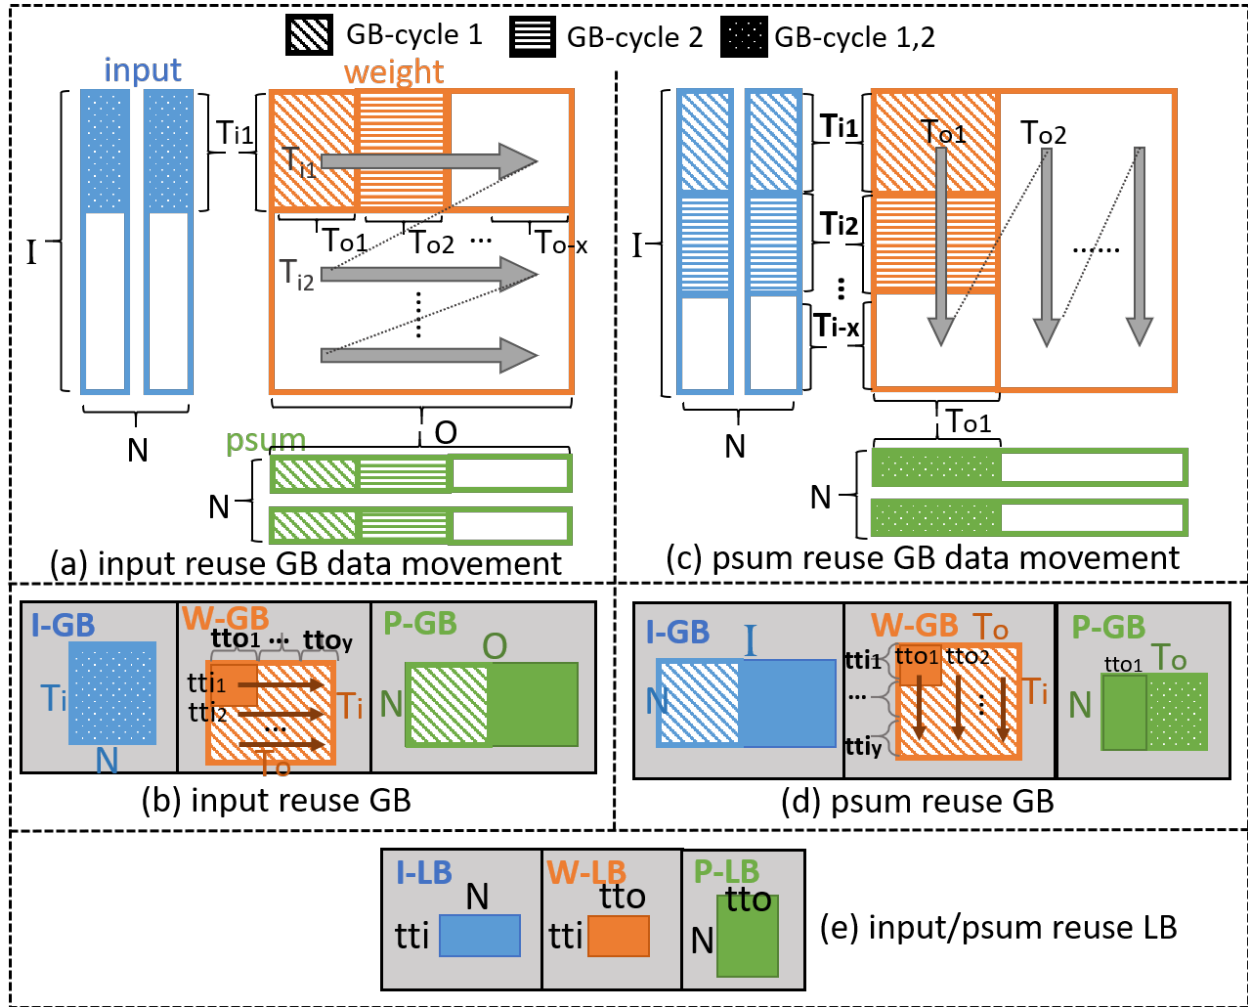 GB-cycle 1 GB-cycle 2 GB-cycle 1,2
input weight
Ti1 Ti1 To1 To2
I Ti1 To1 To2 ... To-x
Ti2
N
O
psum
N
(a) input reuse GB data movement
I Ti1
Ti2
Ti-x
N To1
N
(c) psum reuse GB data movement
I-GB W-GB P-GB
tto1 ... ttoy O
Ti tti1 Ti N
tti2
...
N To
(b) input reuse GB
I-GB W-GB To P-GB
I tti1 tto1 tto2 tto1 To
N ... Ti N
ttiy
(d) psum reuse GB
I-LB W-LB P-LB
N tto tto
tti tti N
(e) input/psum reuse LB